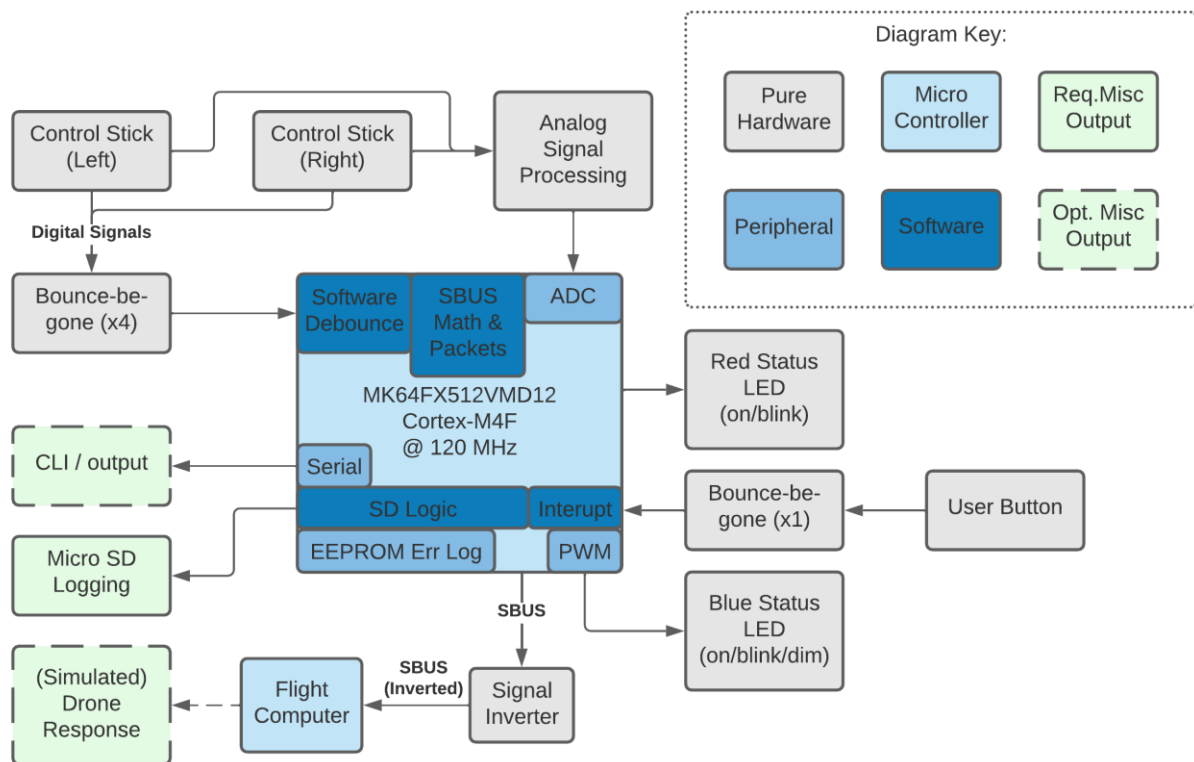 Diagram Key:
Pure
Hardware
Micro
Controller
Req.Misc
Output
Peripheral
Software
Opt. Misc
Output
Control Stick
(Left)
Control Stick
(Right)
Analog
Signal
Processing
Digital Signals
Bounce-be-
gone (x4)
Software
Debounce
SBUS
Math &
Packets
ADC
MK64FX512VMD12
Cortex-M4F
@ 120 MHz
Red Status
LED
(on/blink)
CLI / output
Serial
SD Logic
Interupt
Bounce-be-
gone (x1)
User Button
EEPROM Err Log
PWM
Micro SD
Logging
SBUS
Blue Status
LED
(on/blink/dim)
(Simulated)
Drone
Response
Flight
Computer
SBUS
(Inverted)
Signal
Inverter